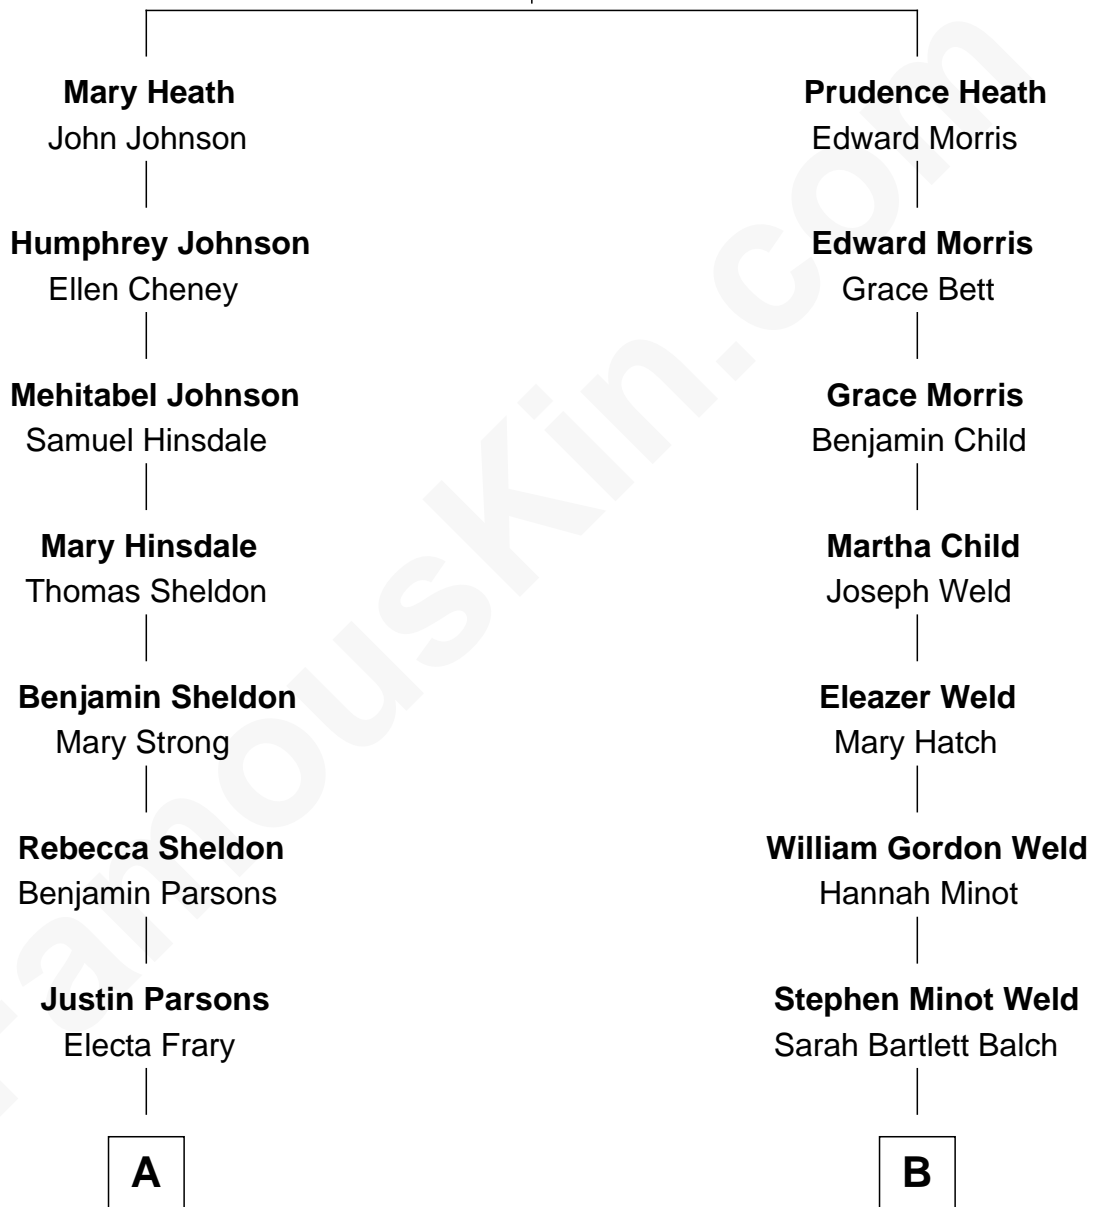 Mary Heath
John Johnson
Humphrey Johnson
Ellen Cheney
Mehitabel Johnson
Samuel Hinsdale
Mary Hinsdale
Thomas Sheldon
Benjamin Sheldon
Mary Strong
Rebecca Sheldon
Benjamin Parsons
Justin Parsons
Electa Frary
A
Prudence Heath
Edward Morris
Edward Morris
Grace Bett
Grace Morris
Benjamin Child
Martha Child
Joseph Weld
Eleazer Weld
Mary Hatch
William Gordon Weld
Hannah Minot
Stephen Minot Weld
Sarah Bartlett Balch
B
FamousKin.com